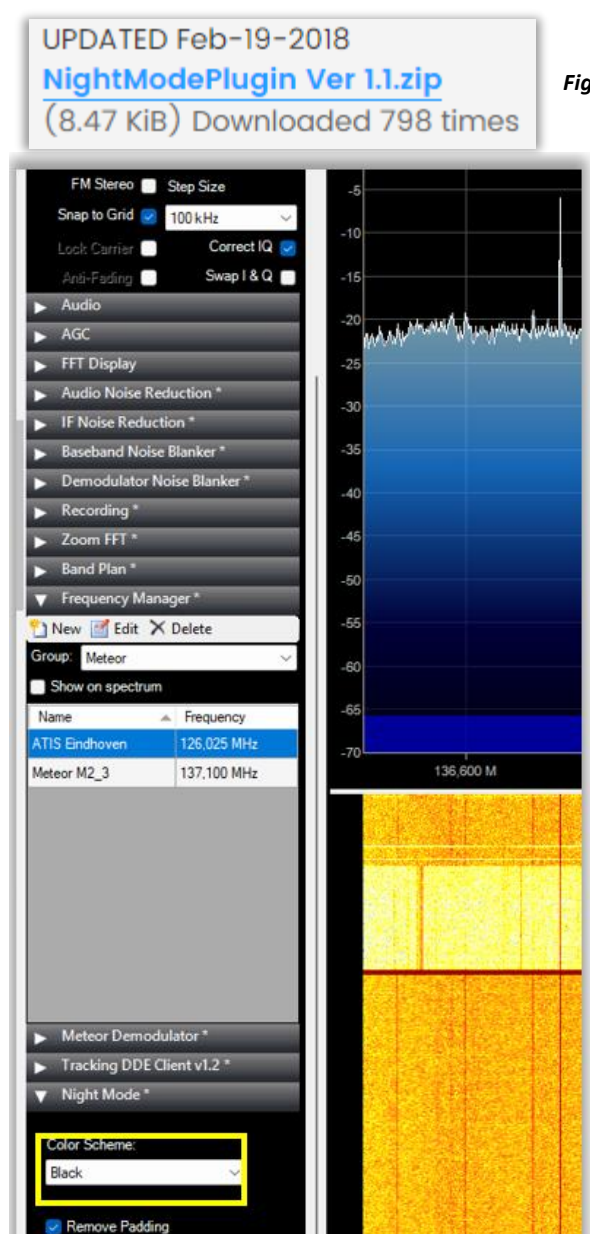 UPDATED Feb-19-2018
NightModePlugin Ver 1.1.zip
(8.47 KiB) Downloaded 798 times
Fig
FM Stereo Step Size
Snap to Grid 100 kHz
Lock Carrier Correct IQ
Anti-Fading Swap I & Q
Audio
AGC
FFT Display
Audio Noise Reduction *
IF Noise Reduction *
Baseband Noise Blanker *
Demodulator Noise Blanker *
Recording *
Zoom FFT *
Band Plan *
Frequency Manager *
New Edit Delete
Group: Meteor
Show on spectrum
Name Frequency
ATIS Eindhoven 126,025 MHz
Meteor M2_3 137,100 MHz
Meteor Demodulator *
Tracking DDE Client v1.2 *
Night Mode *
Color Scheme:
Black
Remove Padding
-5
-10
-15
-20
-25
-30
-35
-40
-45
-50
-55
-60
-65
-70
136,600 M